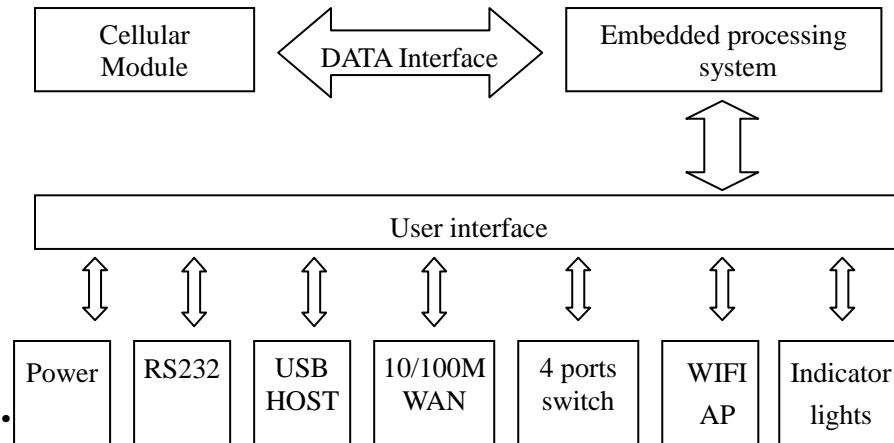 Cellular
Module
DATA Interface
Embedded processing
system
User interface
Power
RS232
USB
HOST
10/100M
WAN
4 ports
switch
WIFI
AP
Indicator
lights